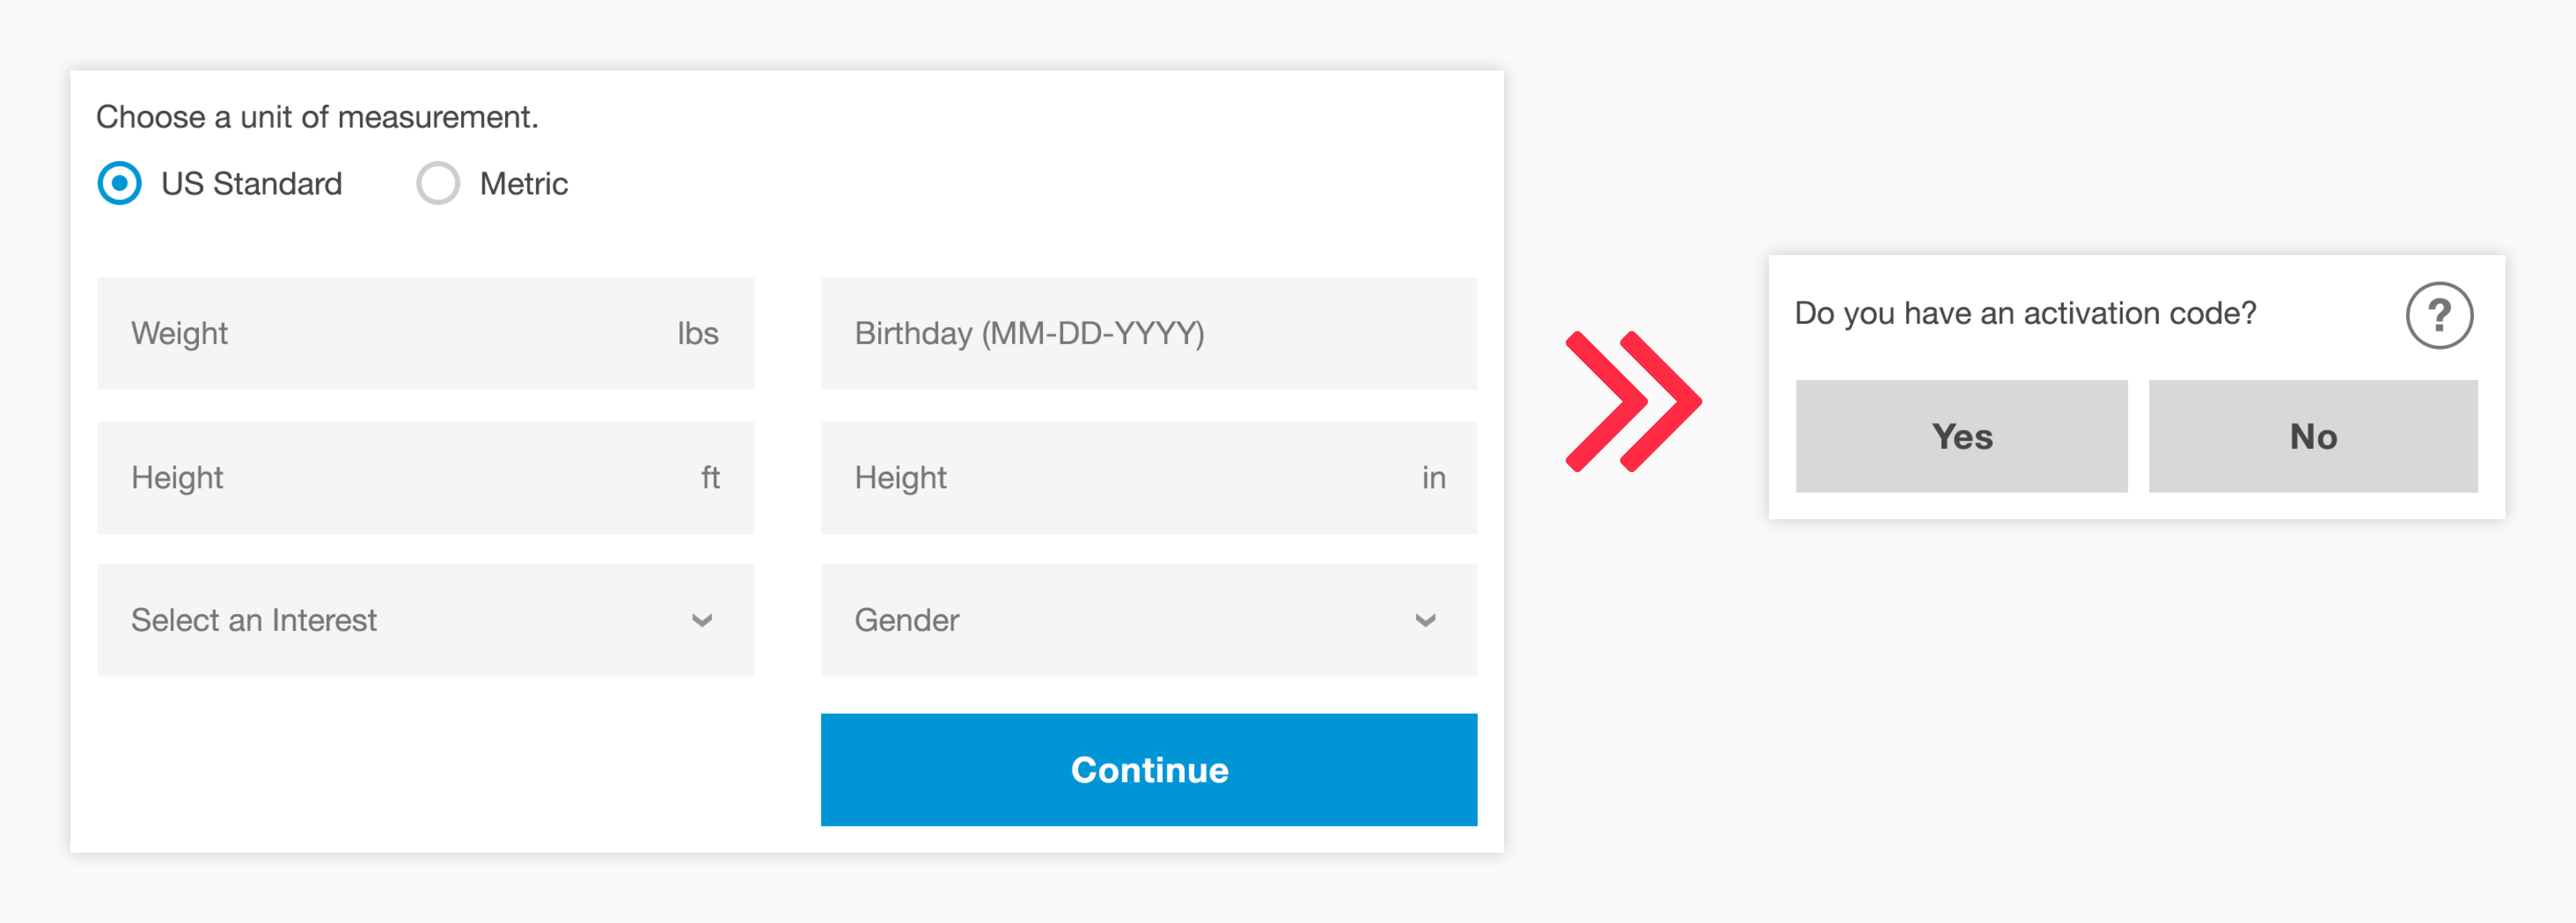 Choose a unit of measurement.
US Standard Metric
Weight lbs
Birthday (MM-DD-YYYY)
Height ft
Height in
Select an Interest
Gender
Continue
Do you have an activation code? ?
Yes No